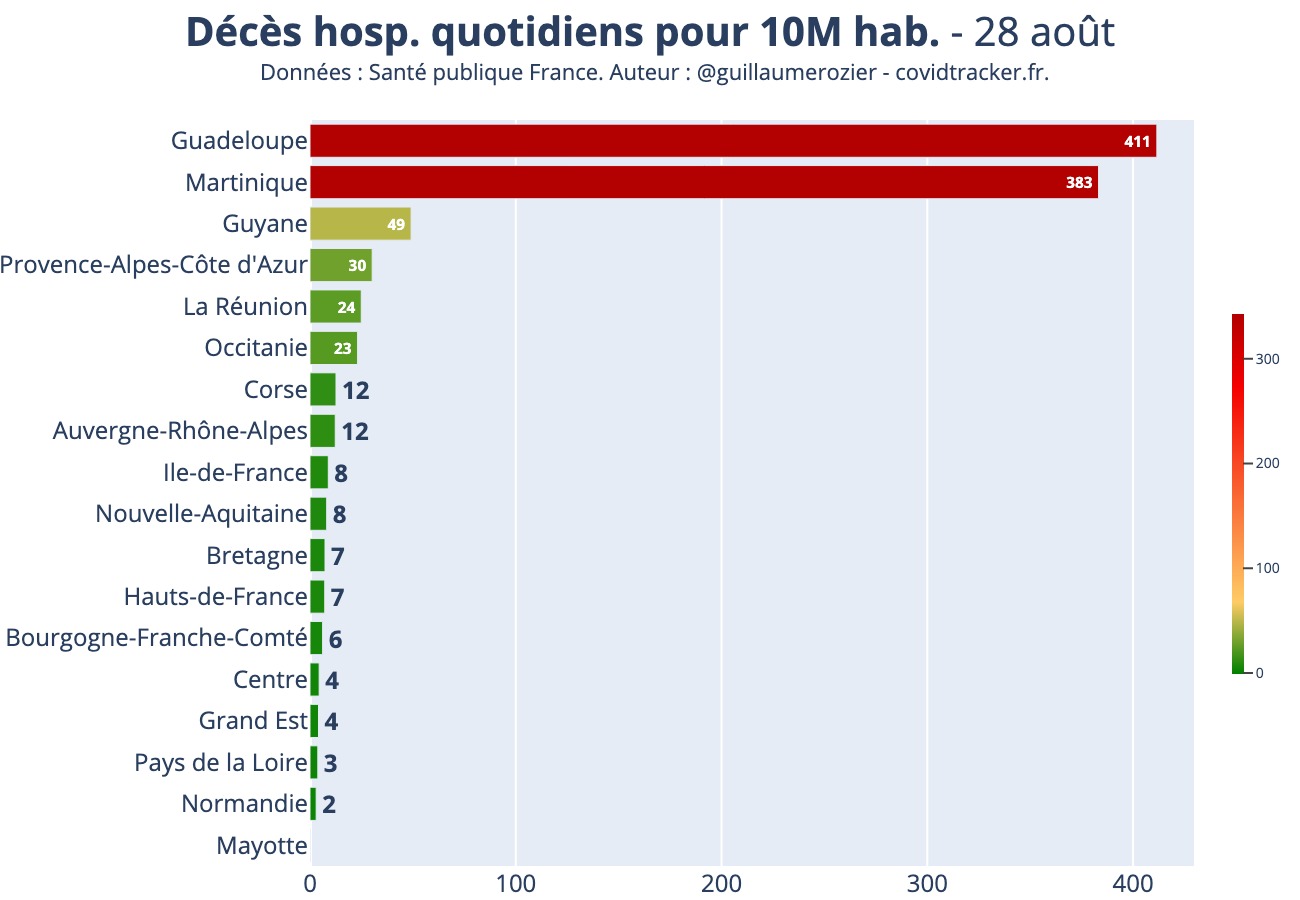 Décès hosp. quotidiens pour 10M hab. - 28 août
Données : Santé publique France. Auteur : @guillaumerozier - covidtracker.fr.
Guadeloupe 411
Martinique 383
Guyane 49
Provence-Alpes-Côte d'Azur 30
La Réunion 24
Occitanie 23
Corse 12
Auvergne-Rhône-Alpes 12
Ile-de-France 8
Nouvelle-Aquitaine 8
Bretagne 7
Hauts-de-France 7
Bourgogne-Franche-Comté 6
Centre 4
Grand Est 4
Pays de la Loire 3
Normandie 2
Mayotte
0 100 200 300 400
300
200
100
0